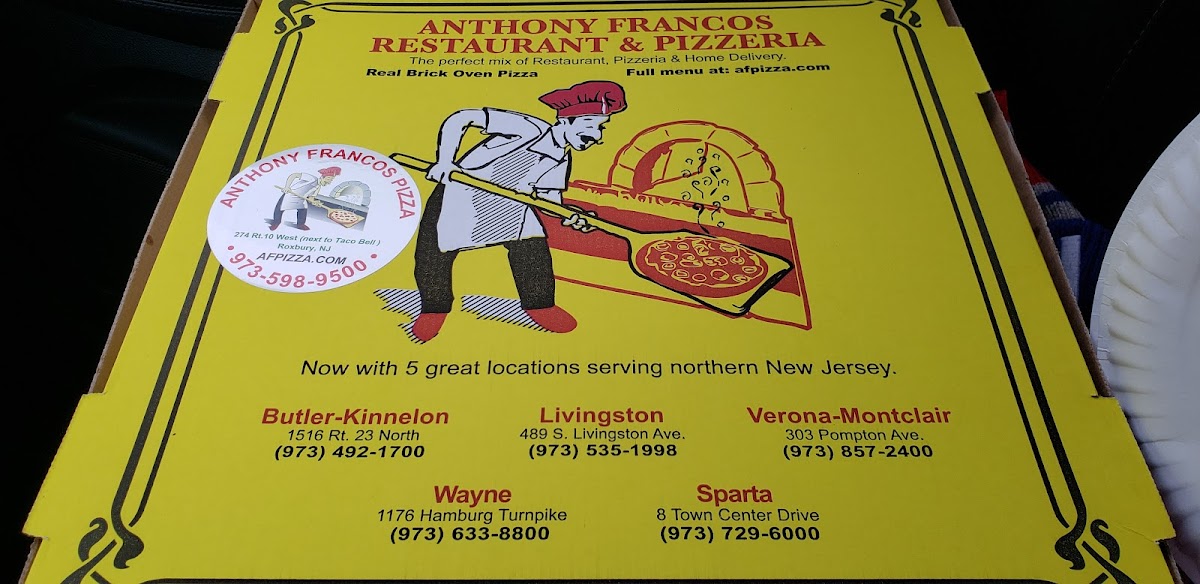 ANTHONY FRANCOS
RESTAURANT & PIZZERIA
The perfect mix of Restaurant, Pizzeria & Home Delivery.
Real Brick Oven Pizza
Full menu at: afpizza.com
ANTHONY FRANCOS PIZZA
274 Rt.10 West (next to Taco Bell)
Roxbury, NJ
AFPIZZA.COM
• 973-598-9500 •
Now with 5 great locations serving northern New Jersey.
Butler-Kinnelon
1516 Rt. 23 North
(973) 492-1700
Livingston
489 S. Livingston Ave.
(973) 535-1998
Verona-Montclair
303 Pompton Ave.
(973) 857-2400
Wayne
1176 Hamburg Turnpike
(973) 633-8800
Sparta
8 Town Center Drive
(973) 729-6000